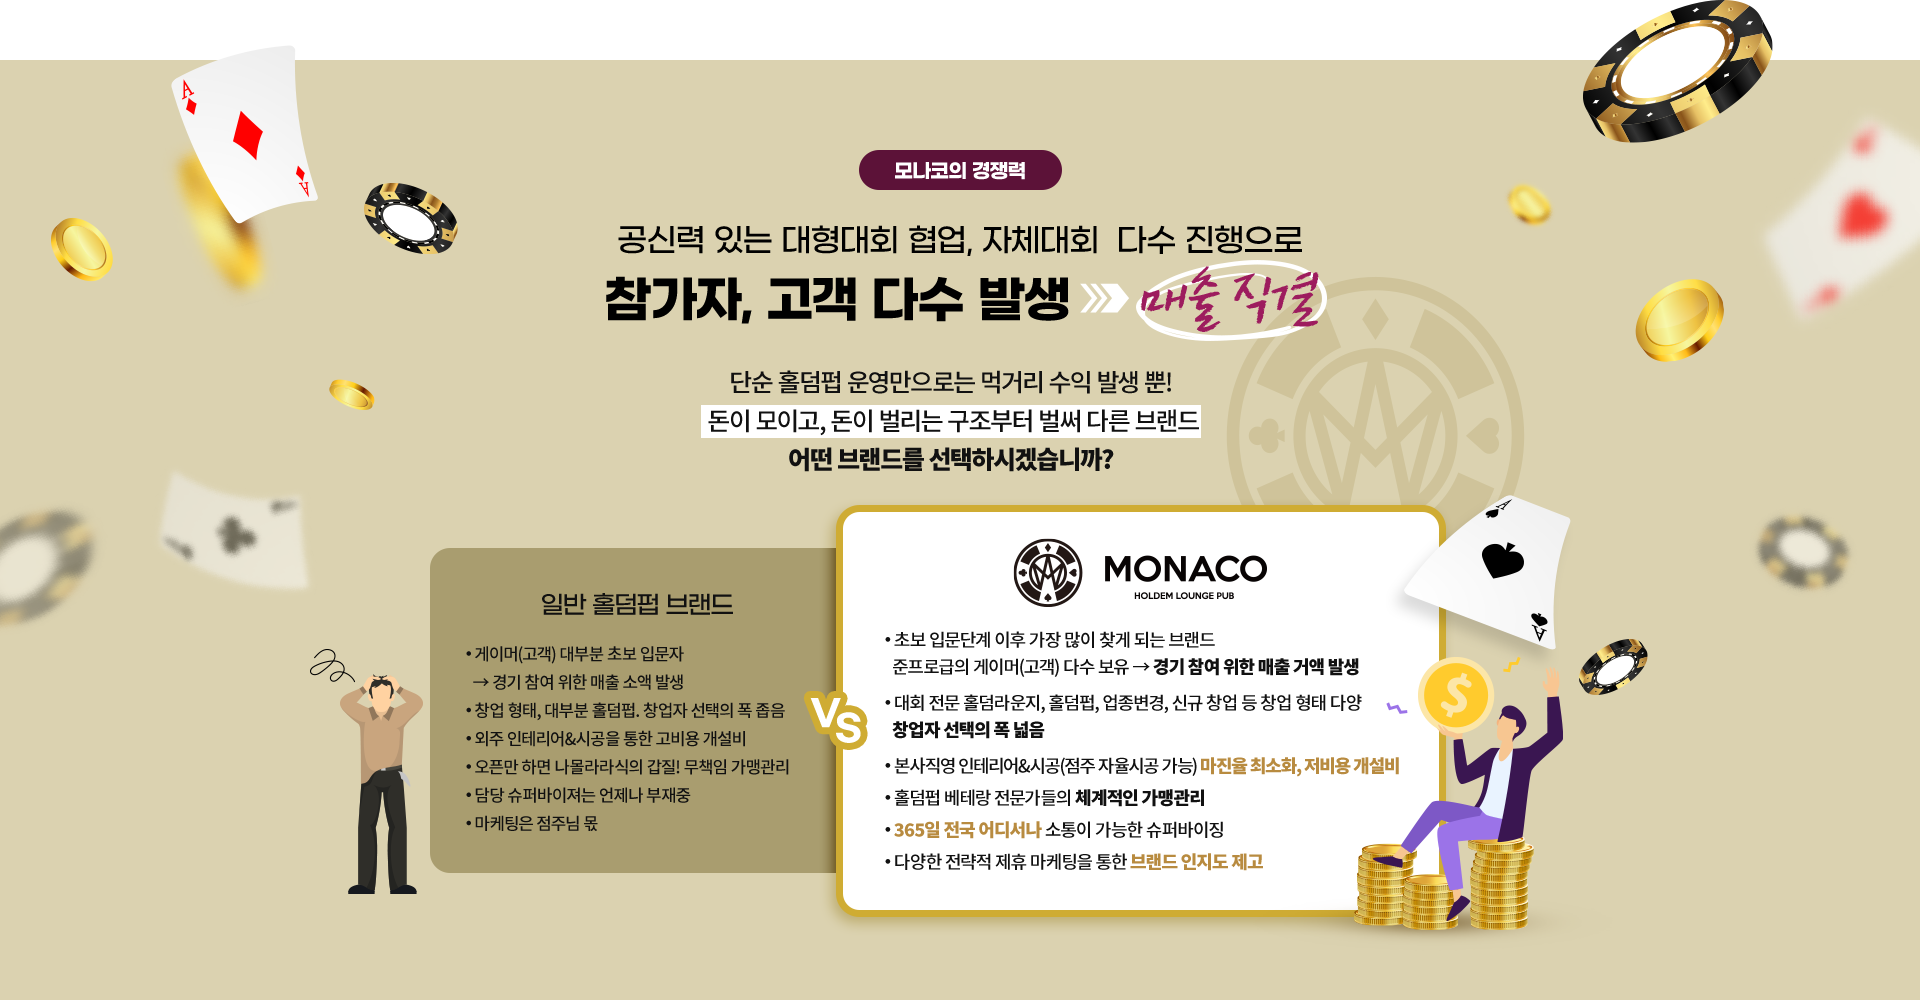 모나코의 경쟁력
공신력 있는 대형대회 협업, 자체대회 다수 진행으로
참가자, 고객 다수 발생 매출 직결
단순 홀덤펍 운영만으로는 먹거리 수익 발생 뿐!
돈이 모이고, 돈이 벌리는 구조부터 벌써 다른 브랜드
어떤 브랜드를 선택하시겠습니까?
일반 홀덤펍 브랜드
• 게이머(고객) 대부분 초보 입문자
→ 경기 참여 위한 매출 소액 발생
• 창업 형태, 대부분 홀덤펍. 창업자 선택의 폭 좁음
• 외주 인테리어&시공을 통한 고비용 개설비
• 오픈만 하면 나몰라라식의 갑질! 무책임 가맹관리
• 담당 슈퍼바이져는 언제나 부재중
• 마케팅은 점주님 몫
VS
MONACO
HOLDEM LOUNGE PUB
• 초보 입문단계 이후 가장 많이 찾게 되는 브랜드
준프로급의 게이머(고객) 다수 보유 → 경기 참여 위한 매출 거액 발생
• 대회 전문 홀덤라운지, 홀덤펍, 업종변경, 신규 창업 등 창업 형태 다양
창업자 선택의 폭 넓음
• 본사직영 인테리어&시공(점주 자율시공 가능) 마진율 최소화, 저비용 개설비
• 홀덤펍 베테랑 전문가들의 체계적인 가맹관리
• 365일 전국 어디서나 소통이 가능한 슈퍼바이징
• 다양한 전략적 제휴 마케팅을 통한 브랜드 인지도 제고
A
A
A
A
$